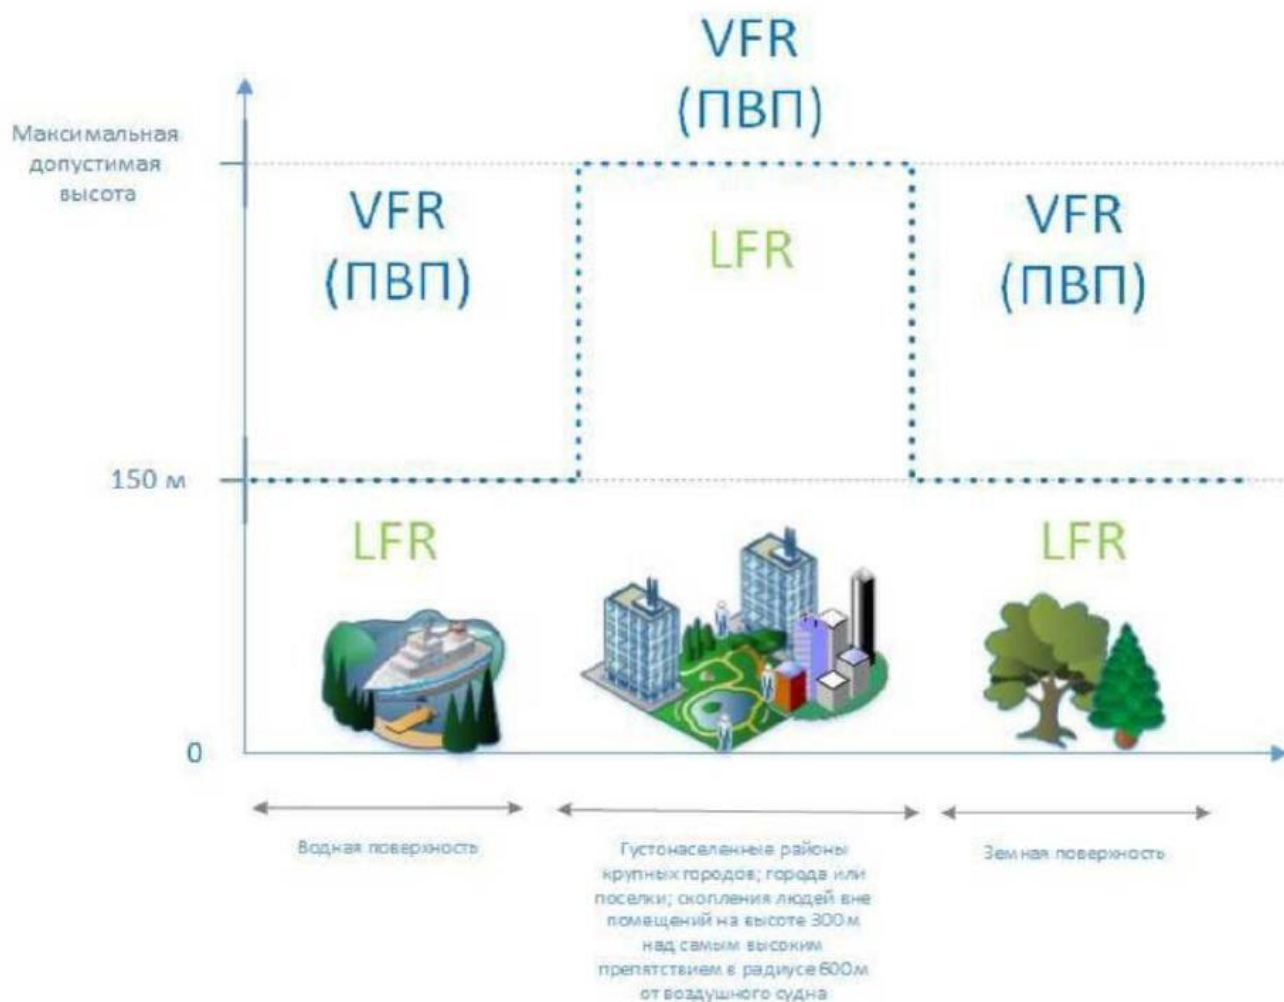 VFR
(ПВП)
Максимальная
допустимая
высота
VFR
(ПВП)
LFR
VFR
(ПВП)
150 м
LFR
LFR
0
Водная поверхность
Густонаселенные районы
крупных городов; города или
поселки; скопления людей вне
помещений на высоте 300 м
над самым высоким
препятствием в радиусе 600 м
от воздушного судна
Земная поверхность